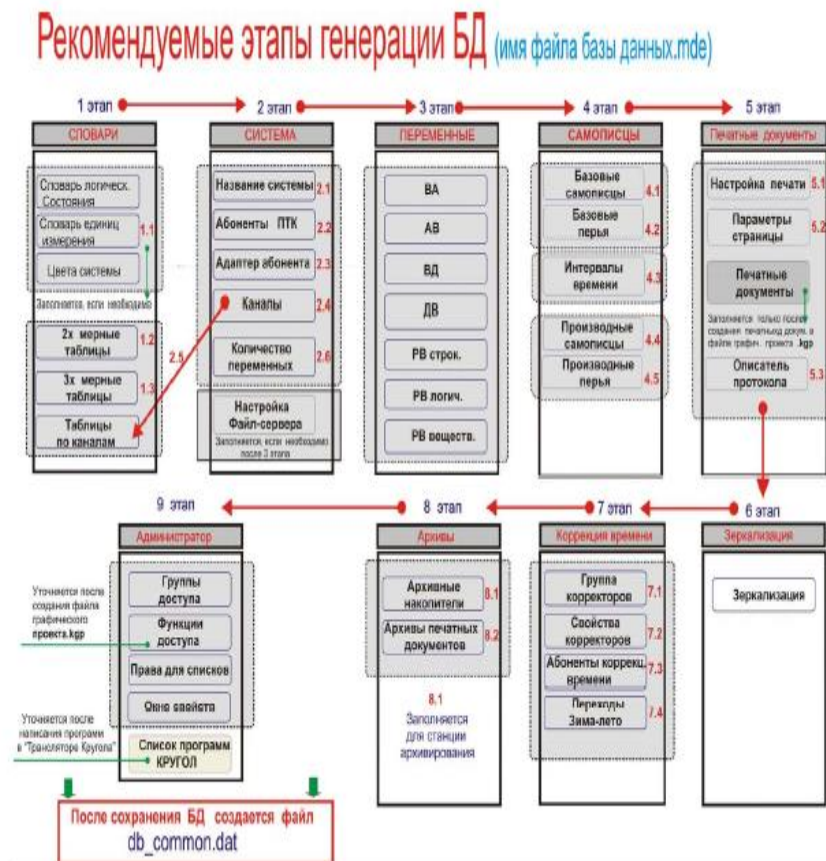 Рекомендуемые этапы генерации БД (имя файла базы данных.mde)
1 этап
2 этап
3 этап
4 этап
5 этап
СЛОВАРИ
Словарь логическ.
Состояния
Словарь единиц
измерения
1.1
Цвета системы
Заполняется, если необходимо
2х мерные
таблицы
1.2
3х мерные
таблицы
1.3
Таблицы
по каналам
2.5
СИСТЕМА
Название системы
2.1
Абоненты ПТК
2.2
Адаптер абонента
2.3
Каналы
2.4
Количество
переменных
2.6
Настройка
Файл-сервера
Заполняется, если необходимо
после 3 этапа
ПЕРЕМЕННЫЕ
ВА
АВ
ВД
ДВ
РВ строк.
РВ логич.
РВ веществ.
САМОПИСЦЫ
Базовые
самописцы
4.1
Базовые
перья
4.2
Интервалы
времени
4.3
Производные
самописцы
4.4
Производные
перья
4.5
Печатные документы
Настройка печати
5.1
Параметры
страницы
5.2
Печатные
документы
Заполняется только после
создания печатных докум. в
файле графич. проекта .kgp
Описатель
протокола
5.3
6 этап
Зеркализация
Зеркализация
7 этап
Коррекция времени
Группа
корректоров
7.1
Свойства
корректоров
7.2
Абоненты коррекц.
времени
7.3
Переходы
Зима-лето
7.4
8 этап
Архивы
Архивные
накопители
8.1
Архивы печатных
документов
8.2
8.1
Заполняется
для станции
архивирования
9 этап
Администратор
Группы
доступа
Функции
доступа
Права для списков
Окно свойств
Список программ
КРУГОЛ
Уточняется после
создания файла
графического
проекта.kgp
Уточняется после
написания программ
в "Трансляторе Кругола"
После сохранения БД создается файл
db_common.dat